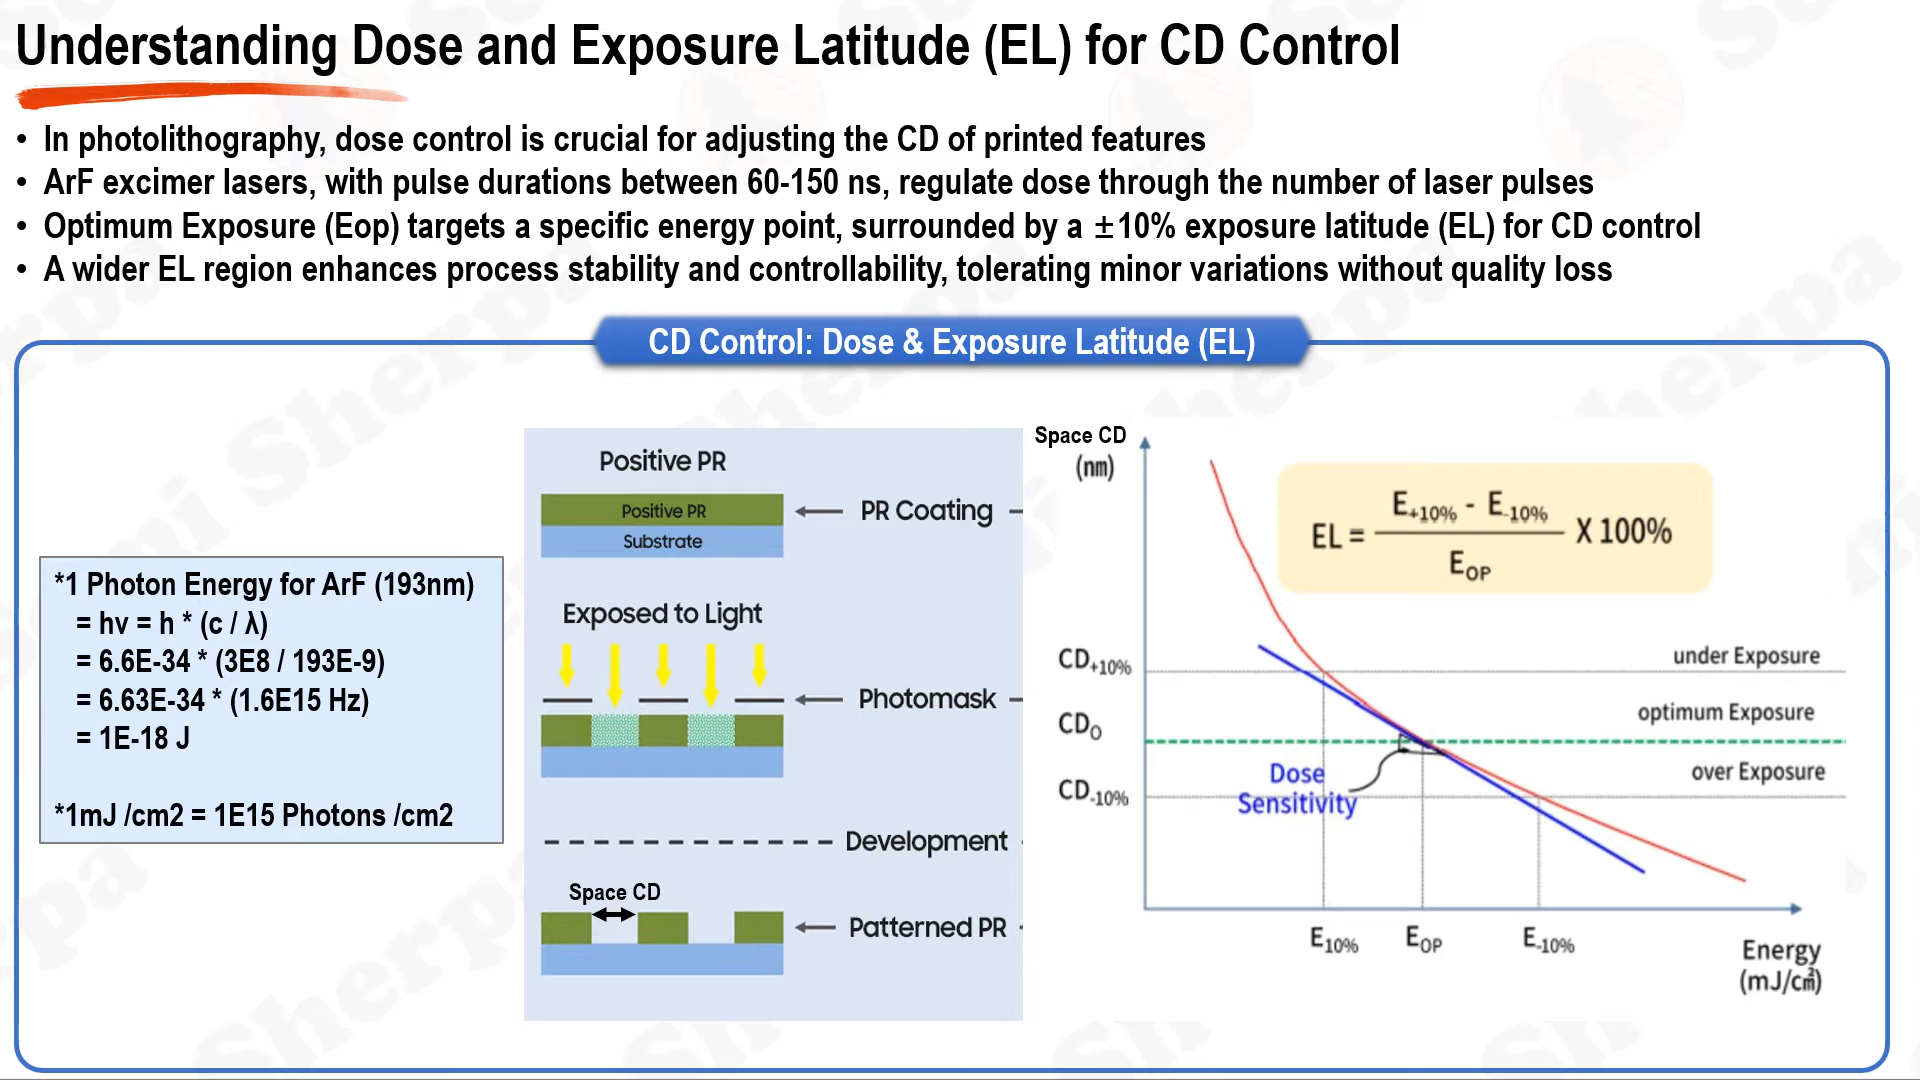 Understanding Dose and Exposure Latitude (EL) for CD Control
• In photolithography, dose control is crucial for adjusting the CD of printed features
• ArF excimer lasers, with pulse durations between 60-150 ns, regulate dose through the number of laser pulses
• Optimum Exposure (Eop) targets a specific energy point, surrounded by a ±10% exposure latitude (EL) for CD control
• A wider EL region enhances process stability and controllability, tolerating minor variations without quality loss
CD Control: Dose & Exposure Latitude (EL)
*1 Photon Energy for ArF (193nm)
= hv = h * (c / λ)
= 6.6E-34 * (3E8 / 193E-9)
= 6.63E-34 * (1.6E15 Hz)
= 1E-18 J
*1mJ /cm2 = 1E15 Photons /cm2
Positive PR
Positive PR
Substrate
PR Coating
Exposed to Light
Photomask
Development
Space CD
Patterned PR
Space CD
(nm)
EL = (E+10% - E-10%) / EOP X 100%
CD+10%
under Exposure
optimum Exposure
CDO
over Exposure
CD-10%
Dose
Sensitivity
E10%
EOP
E-10%
Energy
(mJ/cm²)
Semi Sherpa